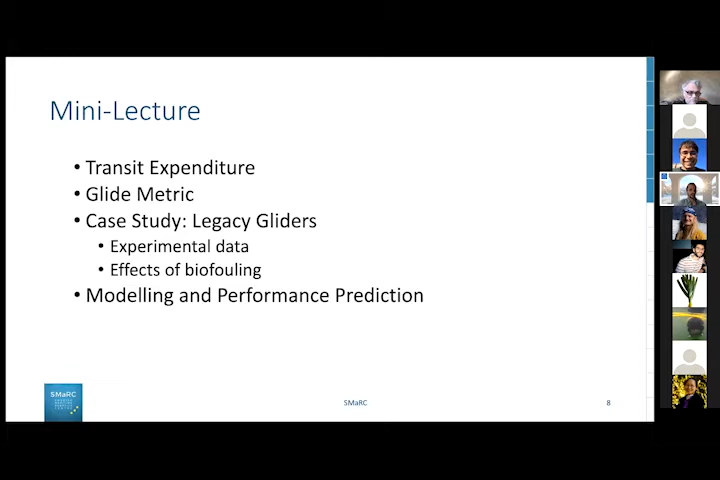 Mini-Lecture
• Transit Expenditure
• Glide Metric
• Case Study: Legacy Gliders
• Experimental data
• Effects of biofouling
• Modelling and Performance Prediction
SMaRC
SMaRC
8